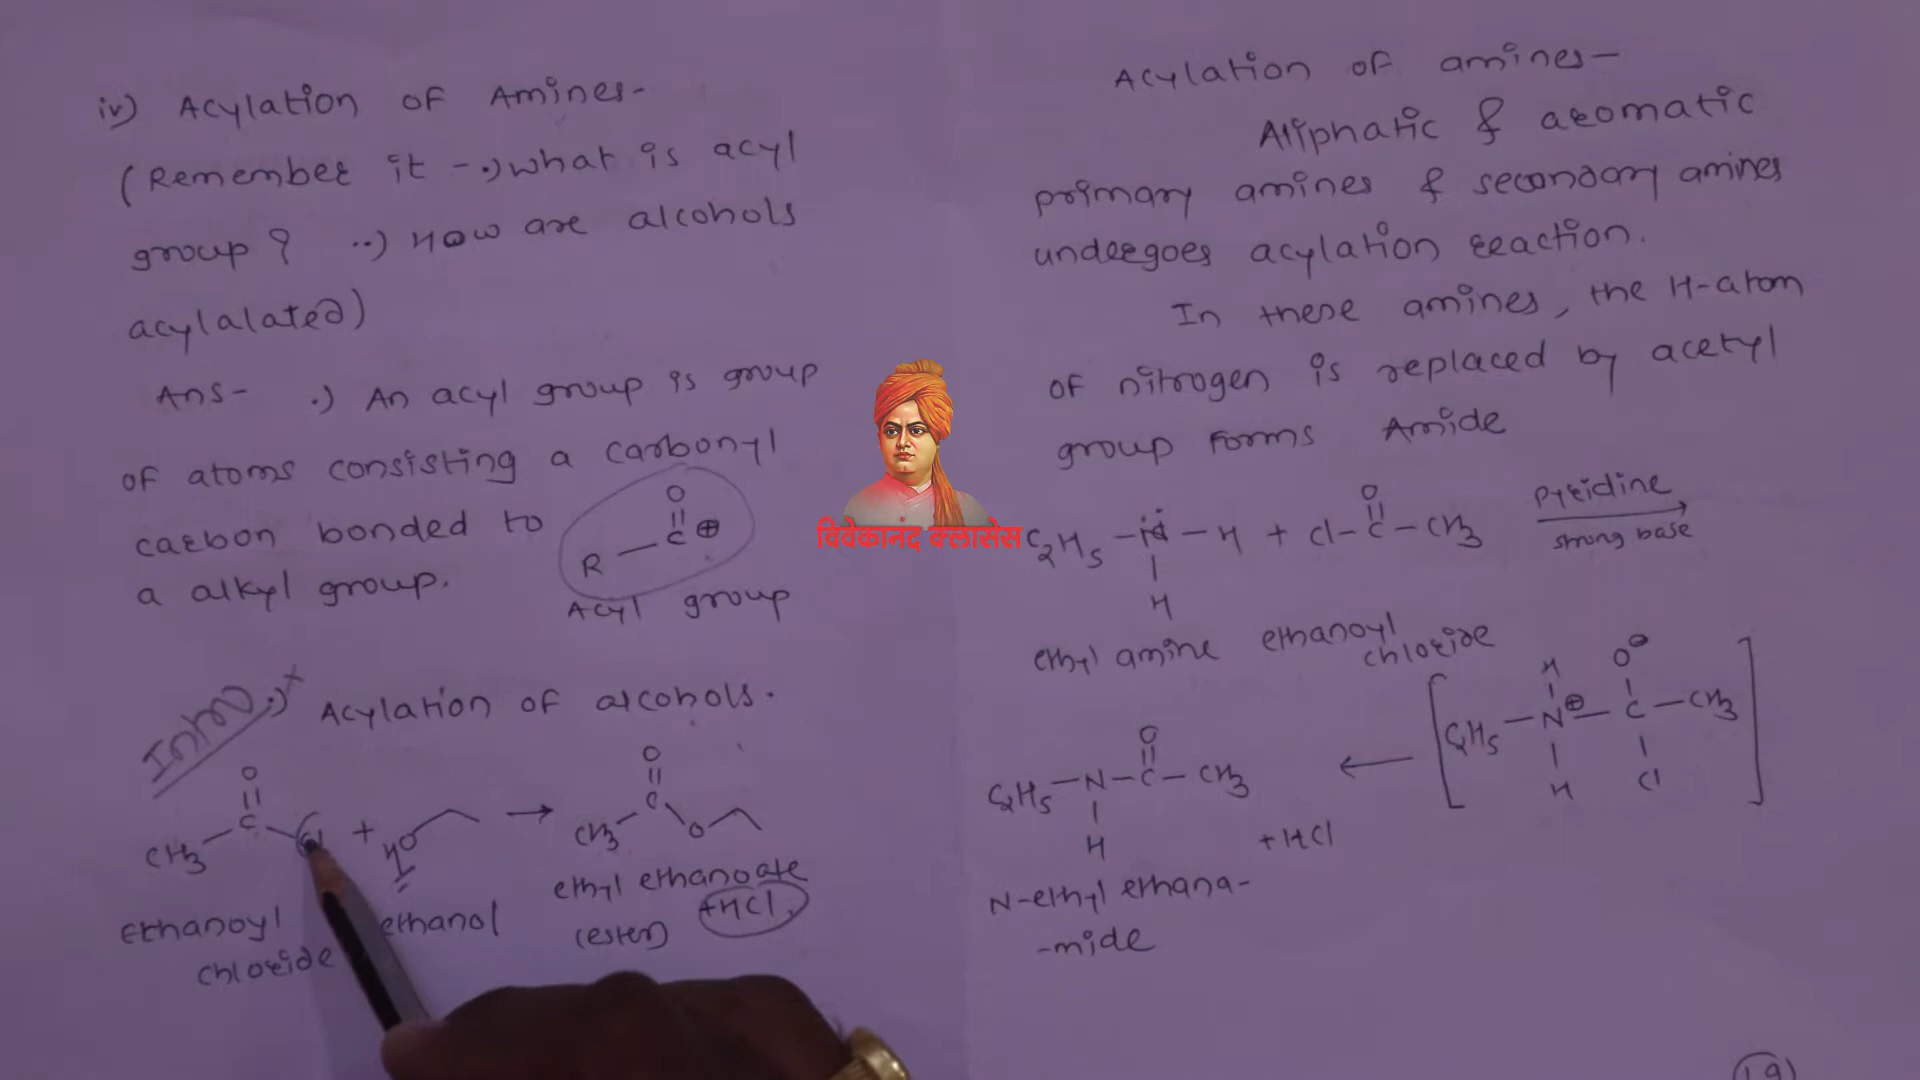 iv) Acylation of Amines-
(Remember it - .) what is acyl
group ? ..) How are alcohols
acylalated)
Ans- .) An acyl group is group
of atoms consisting a carbonyl
carbon bonded to
a alkyl group.
O
R — C ⊕
Acyl group
.) Acylation of alcohols.
O
CH3 C Cl + HO → CH3 C O
O
Ethanoyl
chloride
ethanol
ethyl ethanoate
(ester)
+HCl.
Acylation of amines-
Aliphatic & aromatic
primary amines & secondary amines
undergoes acylation reaction.
In these amines, the H-atom
of nitrogen is replaced by acetyl
group forms Amide
O
C2H5 - N - H + Cl - C - CH3
H
Pyridine
strong base
ethyl amine ethanoyl
chloride
H O⊖
C2H5 - N⊕ - C - CH3
H Cl
←
O
C2H5 - N - C - CH3
H
+ HCl
N-ethyl ethana-
-mide
19
विवेकानंद क्लासेस